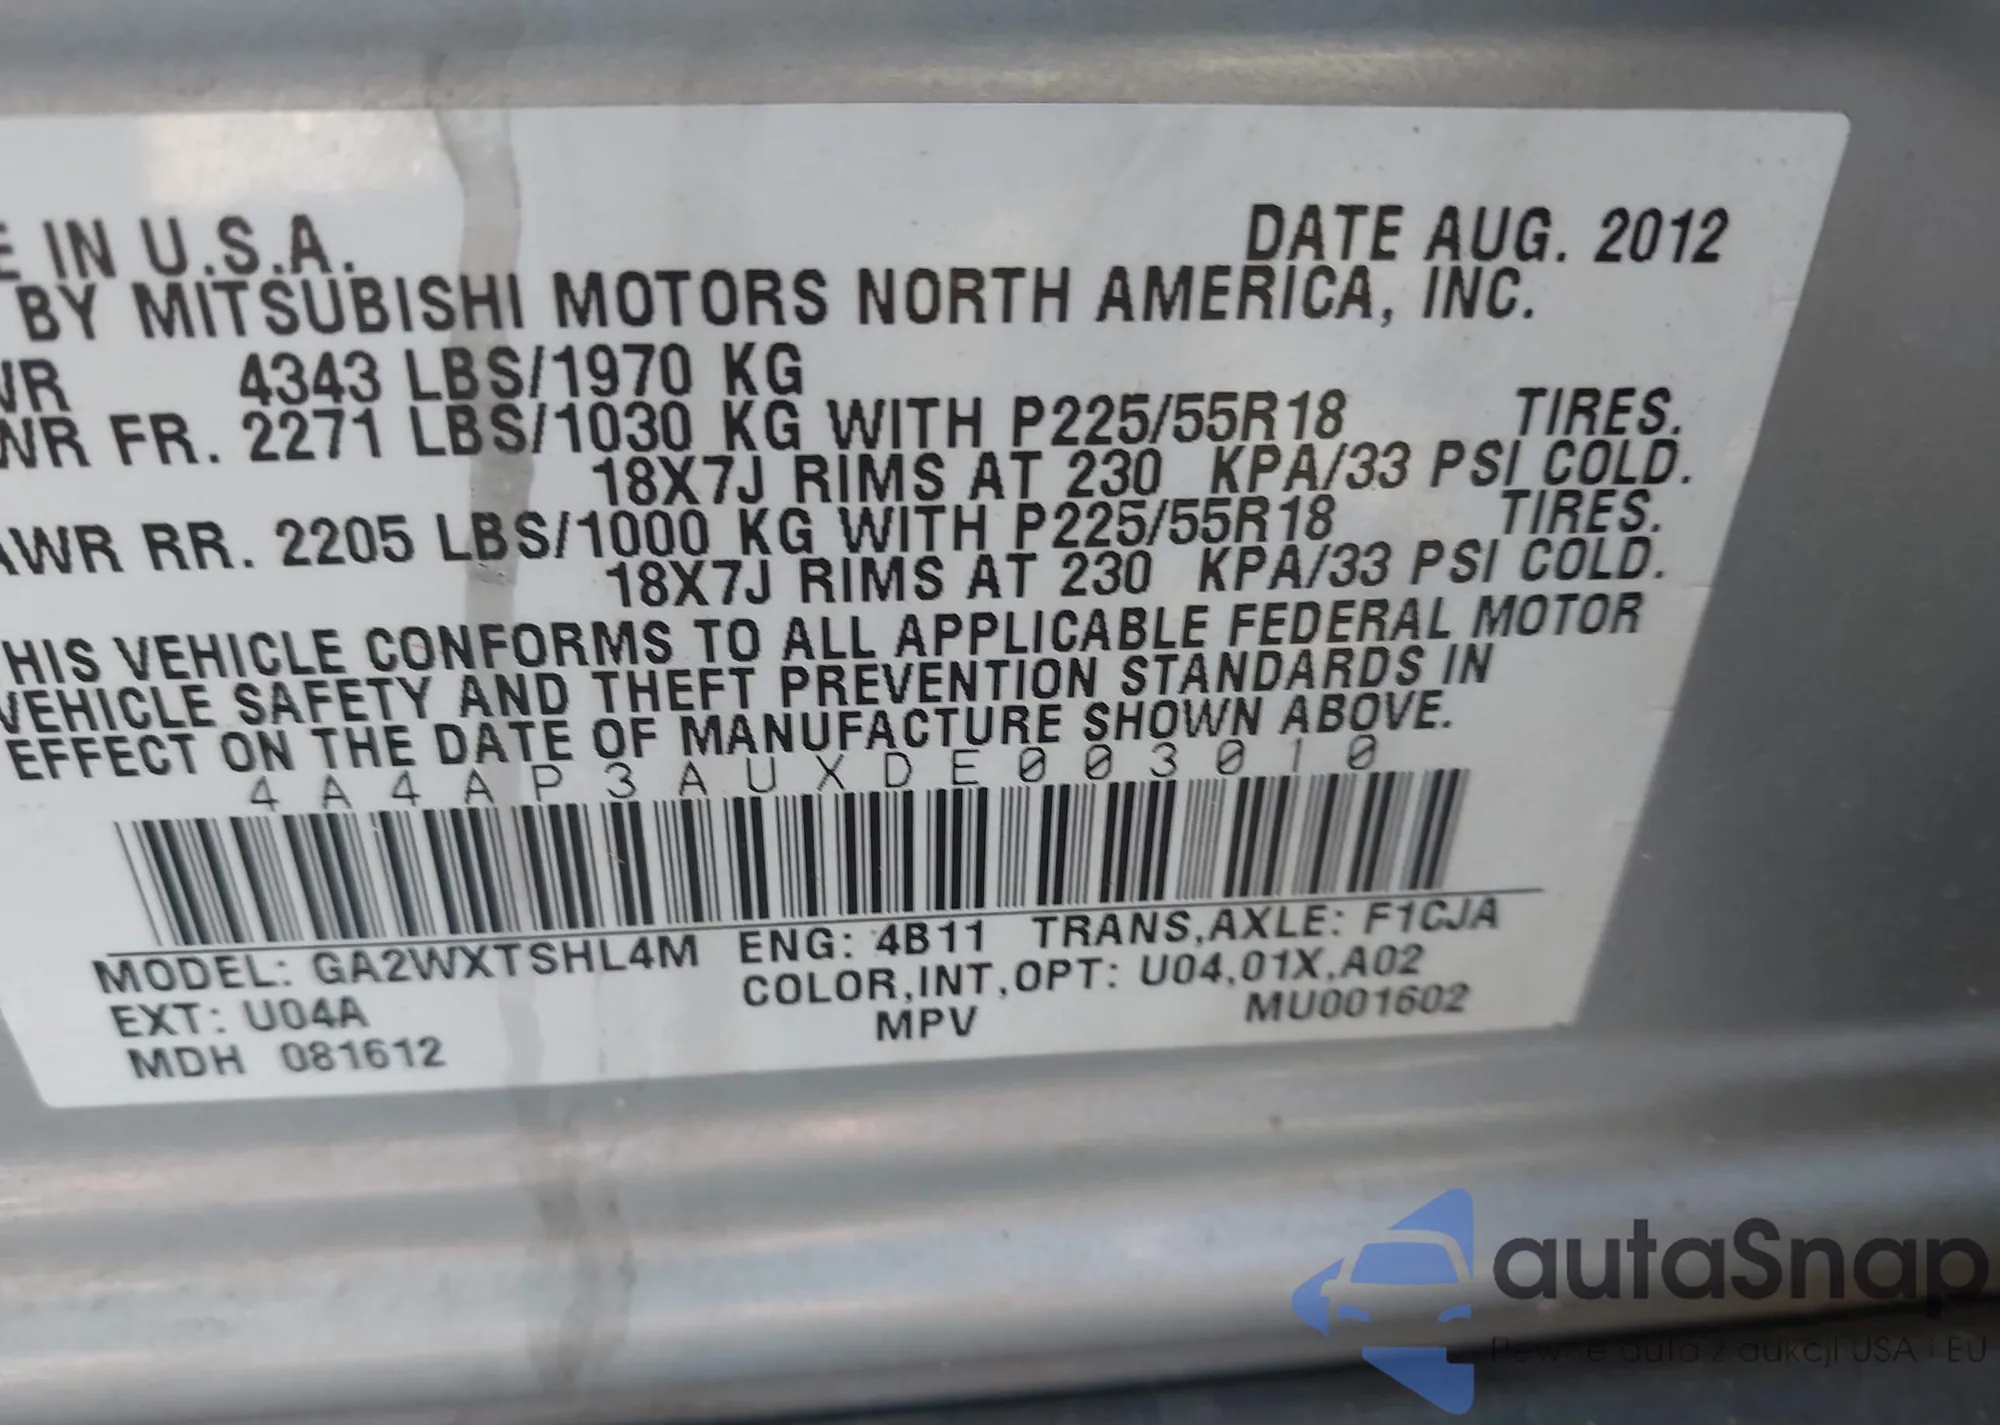 E IN U.S.A.
DATE AUG. 2012
BY MITSUBISHI MOTORS NORTH AMERICA, INC.
WR 4343 LBS/1970 KG
WR FR. 2271 LBS/1030 KG WITH P225/55R18 TIRES.
18X7J RIMS AT 230 KPA/33 PSI COLD.
AWR RR. 2205 LBS/1000 KG WITH P225/55R18 TIRES.
18X7J RIMS AT 230 KPA/33 PSI COLD.
HIS VEHICLE CONFORMS TO ALL APPLICABLE FEDERAL MOTOR
VEHICLE SAFETY AND THEFT PREVENTION STANDARDS IN
EFFECT ON THE DATE OF MANUFACTURE SHOWN ABOVE.
4A4AP3AUXDE003010
MODEL: GA2WXTSHL4M ENG: 4B11 TRANS,AXLE: F1CJA
EXT: U04A COLOR,INT,OPT: U04,01X,A02
MDH 081612 MPV MU001602
autaSnap
Pewne auta z aukcji USA i EU